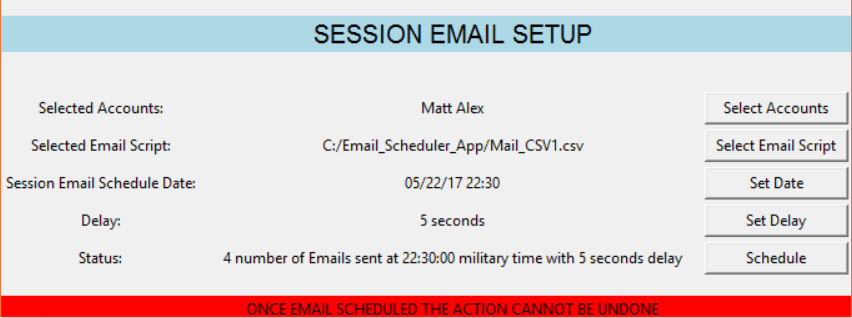 SESSION EMAIL SETUP
Selected Accounts: Matt Alex Select Accounts
Selected Email Script: C:/Email_Scheduler_App/Mail_CSV1.csv Select Email Script
Session Email Schedule Date: 05/22/17 22:30 Set Date
Delay: 5 seconds Set Delay
Status: 4 number of Emails sent at 22:30:00 military time with 5 seconds delay Schedule
ONCE EMAIL SCHEDULED THE ACTION CANNOT BE UNDONE